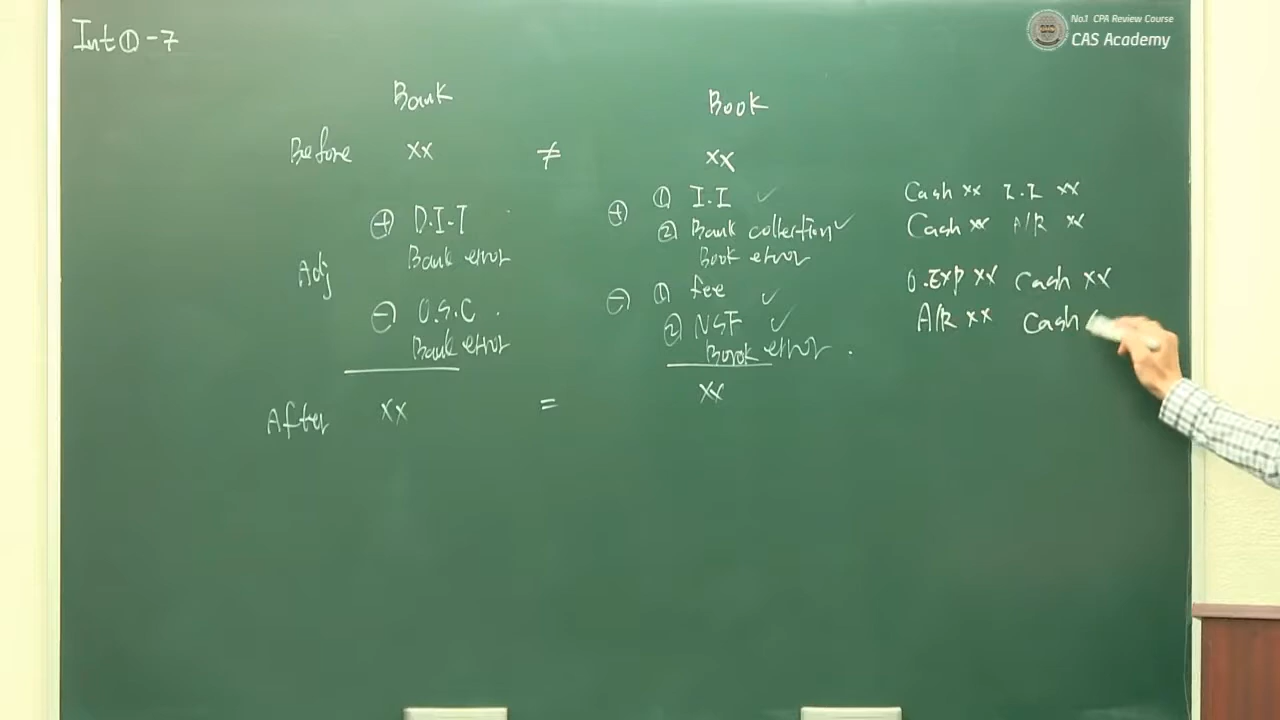 Int①-7
No.1 CPA Review Course
CAS Academy
Bank Book
Before xx ≠ xx
⊕ D.I.T
Bank error
Adj
⊖ O.S.C
Bank error
⊕ ① I.I ✓
② Bank collection ✓
Book error
⊖ ① fee ✓
② NSF ✓
Book error
After xx = xx
Cash xx I.I xx
Cash xx A/R xx
O.Exp xx Cash xx
A/R xx Cash